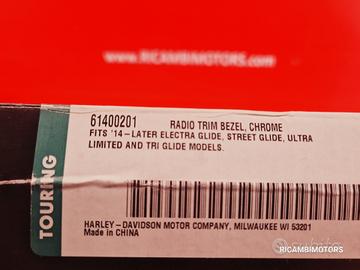 www.RICAMBIMOTORS.com
61400201 RADIO TRIM BEZEL, CHROME
FITS '14-LATER ELECTRA GLIDE, STREET GLIDE, ULTRA
LIMITED AND TRI GLIDE MODELS.
TOURING
HARLEY-DAVIDSON MOTOR COMPANY, MILWAUKEE WI 53201
Made in CHINA
subito
RICAMBIMOTORS